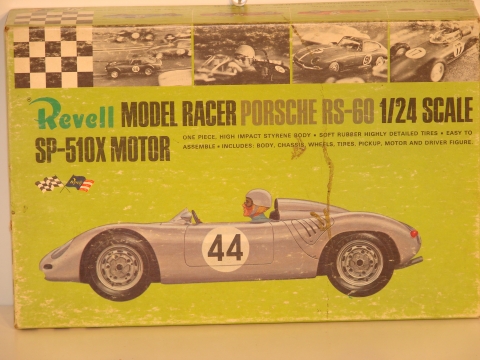 Revell MODEL RACER PORSCHE RS-60 1/24 SCALE
SP-510X MOTOR
ONE PIECE, HIGH IMPACT STYRENE BODY • SOFT RUBBER HIGHLY DETAILED TIRES • EASY TO
ASSEMBLE • INCLUDES: BODY, CHASSIS, WHEELS, TIRES, PICKUP, MOTOR AND DRIVER FIGURE.
44